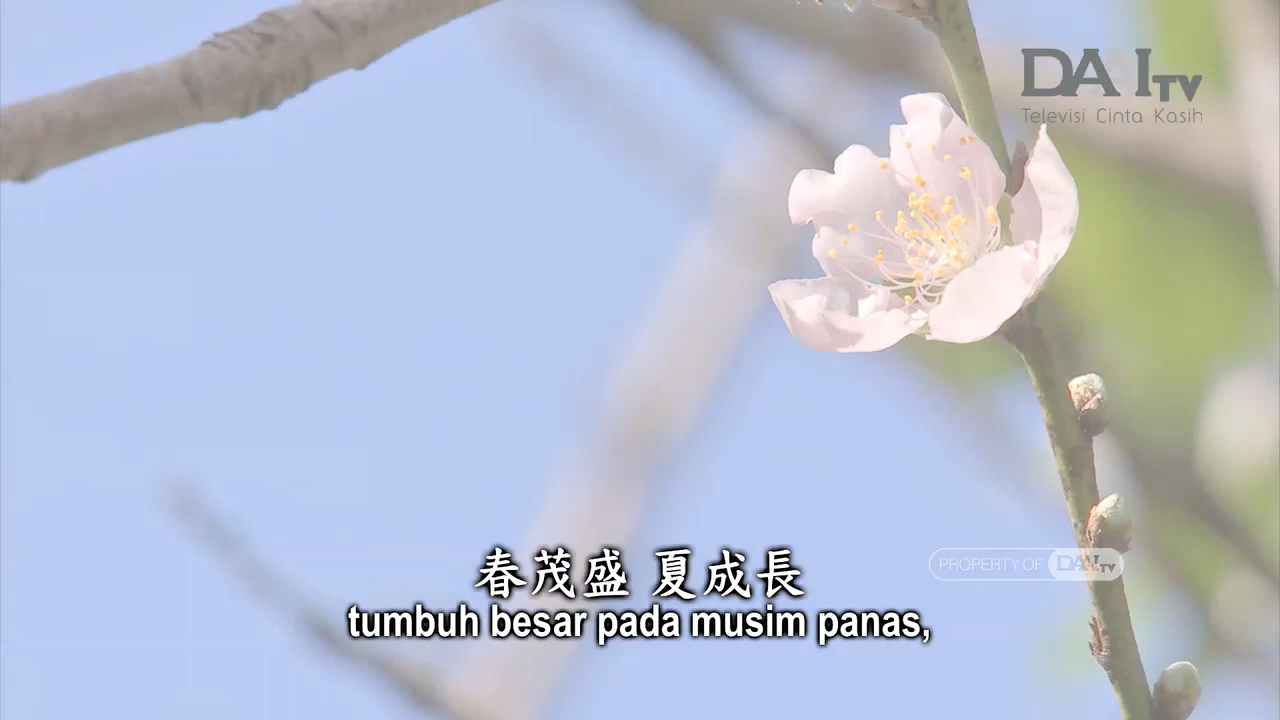 DAAI TV
Televisi Cinta Kasih
春茂盛 夏成長
PROPERTY OF DAAI TV
tumbuh besar pada musim panas,